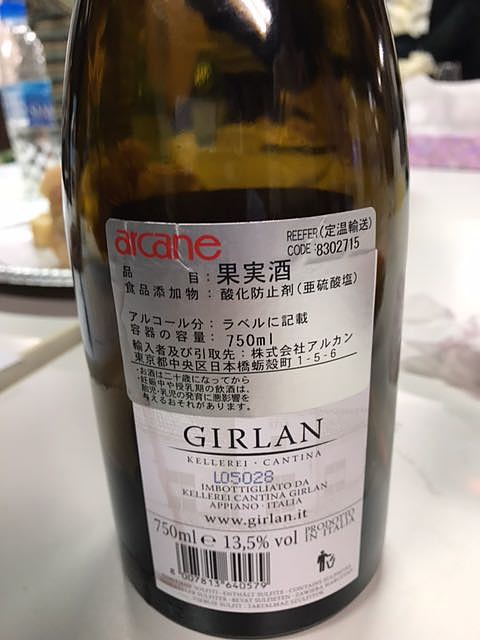 arcane
REEFER(定温輸送)
CODE:8302715
品目:果実酒
食品添加物:酸化防止剤(亜硫酸塩)
アルコール分:ラベルに記載
容器の容量:750ml
輸入者及び引取先:株式会社アルカン
東京都中央区日本橋蛎殻町1-5-6
・お酒は二十歳になってから
・妊娠中や授乳期の飲酒は、
胎児・乳児の発育に悪影響を
与えるおそれがあります。
GIRLAN
KELLEREI · CANTINA
L05028
IMBOTTIGLIATO DA
KELLEREI CANTINA GIRLAN
APPIANO · ITALIA
www.girlan.it
750ml e 13,5% vol
PRODOTTO
IN ITALIA
8 007813 640579